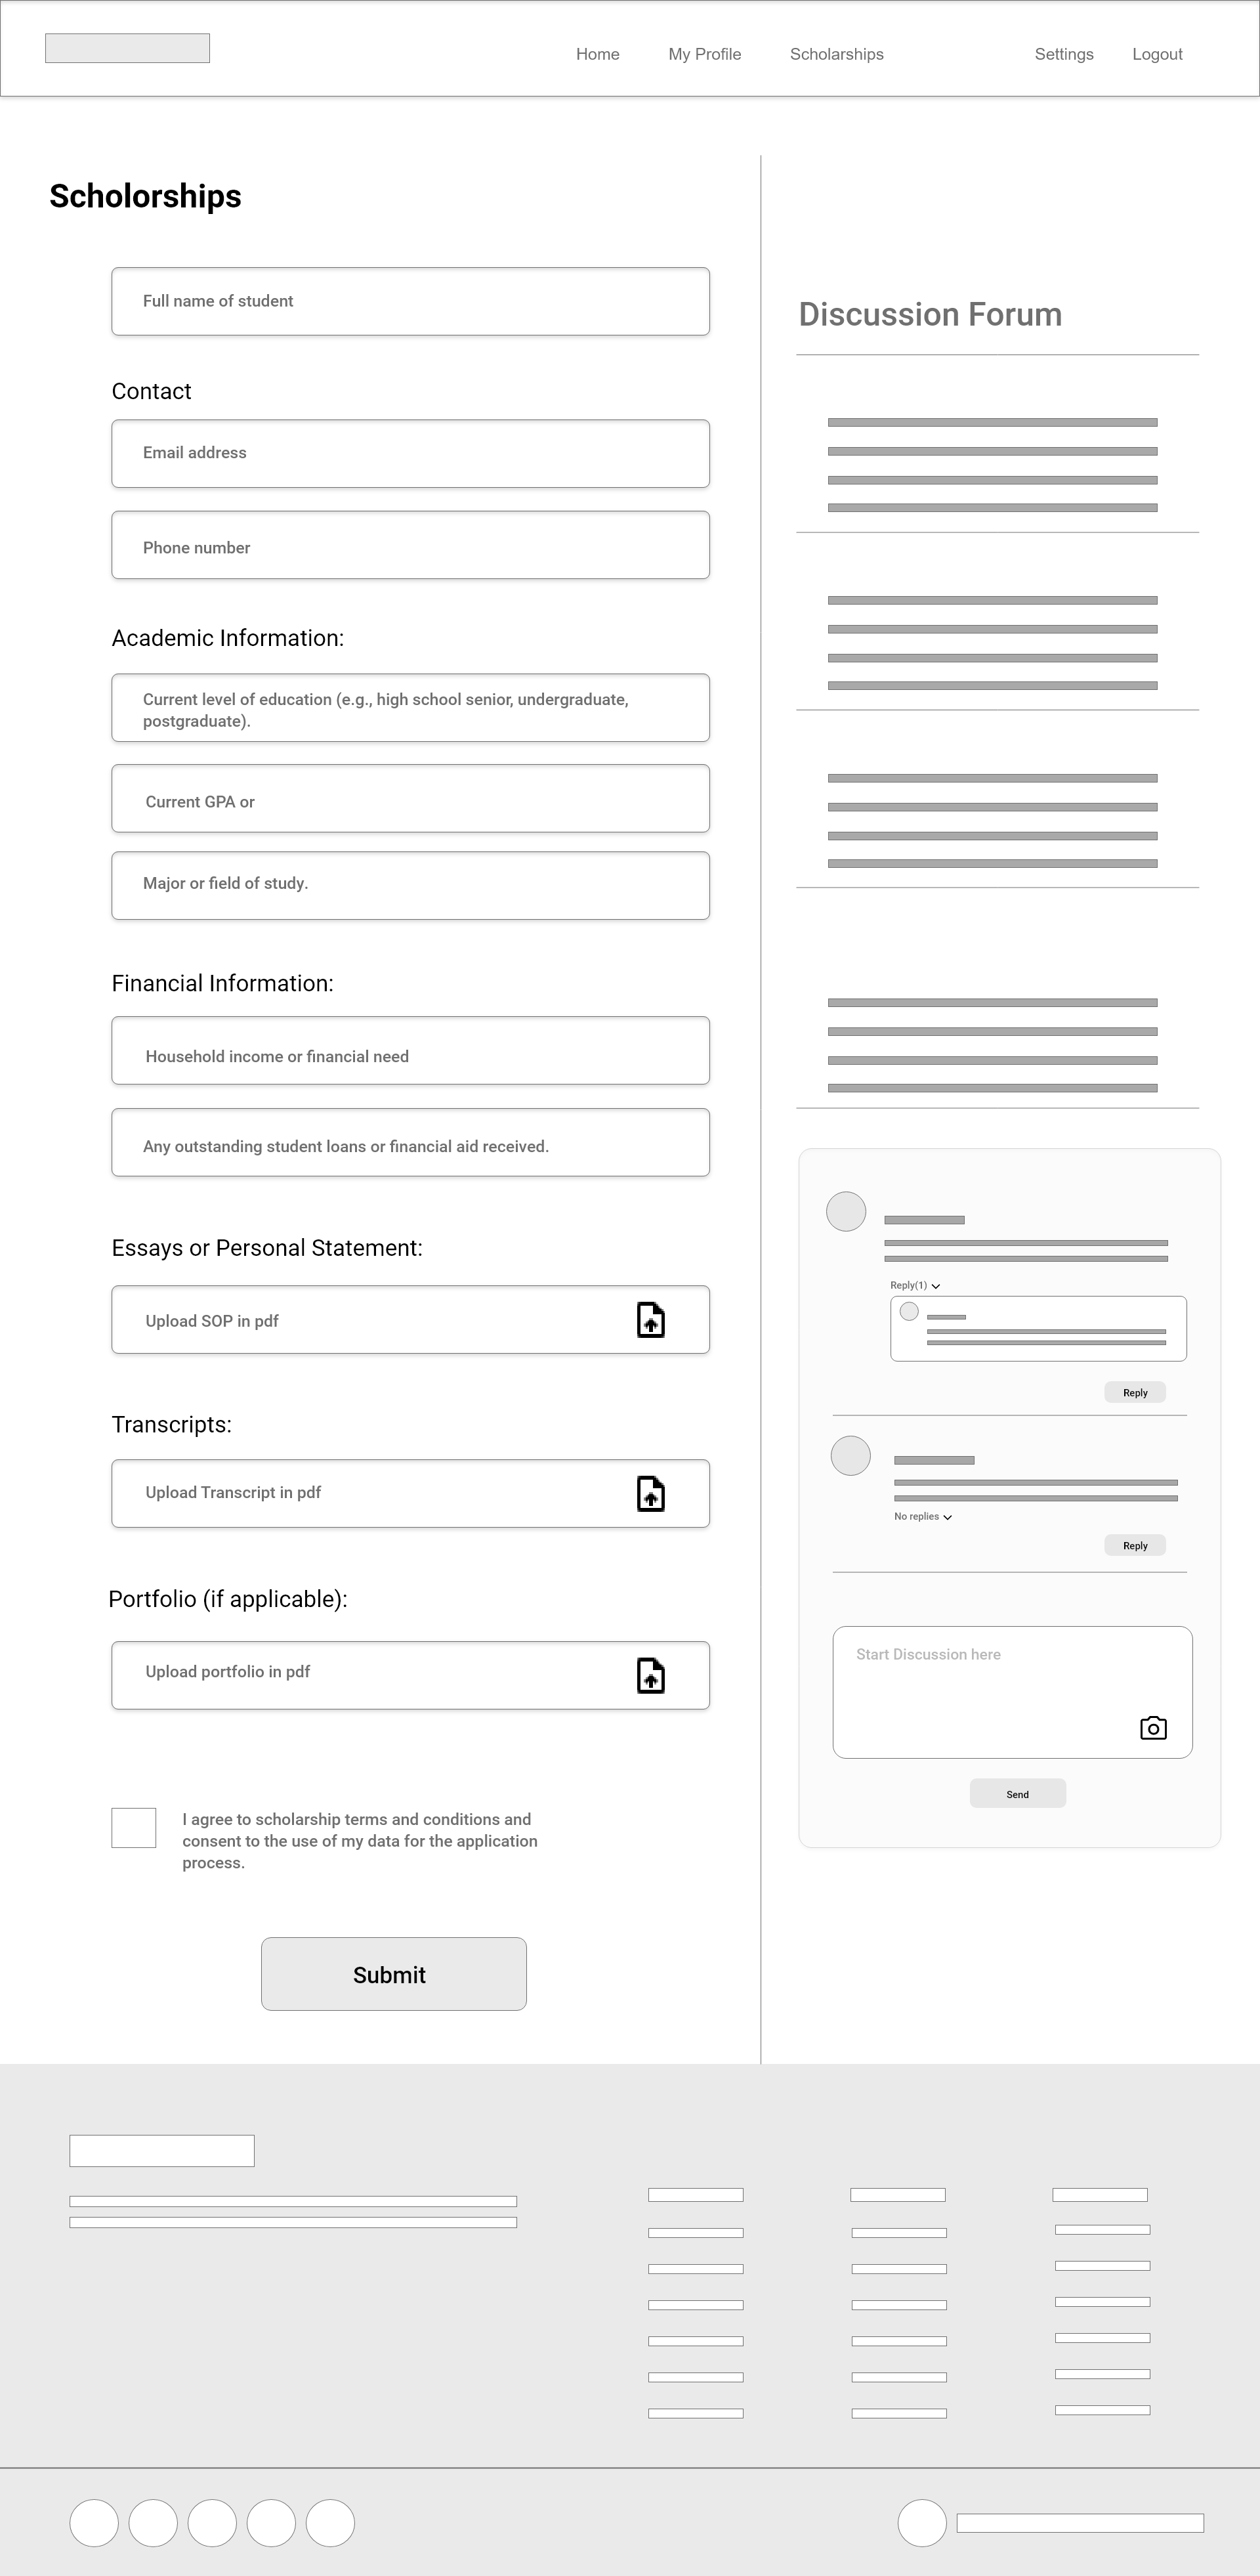 Home My Profile Scholarships Settings Logout
Scholorships
Full name of student
Contact
Email address
Phone number
Academic Information:
Current level of education (e.g., high school senior, undergraduate,
postgraduate).
Current GPA or
Major or field of study.
Financial Information:
Household income or financial need
Any outstanding student loans or financial aid received.
Essays or Personal Statement:
Upload SOP in pdf
Transcripts:
Upload Transcript in pdf
Portfolio (if applicable):
Upload portfolio in pdf
I agree to scholarship terms and conditions and
consent to the use of my data for the application
process.
Submit
Discussion Forum
Reply(1)
Reply
No replies
Reply
Start Discussion here
Send